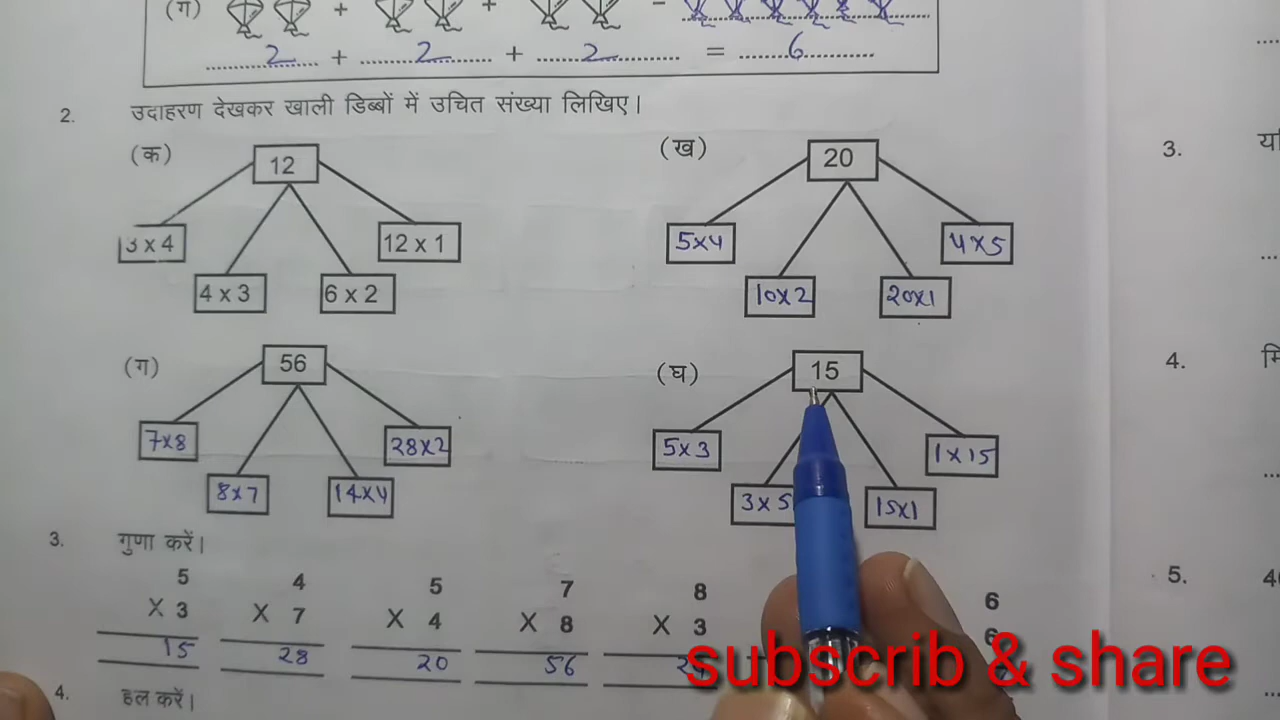 (ग) + + =
2 + 2 + 2 = 6
2. उदाहरण देखकर खाली डिब्बों में उचित संख्या लिखिए।
(क) 12
3 x 4 12 x 1
4 x 3 6 x 2
(ख) 20
5x4 4x5
10x2 20x1
(ग) 56
7x8 28x2
8x7 14x4
(घ) 15
5x3 1x15
3x5 15x1
3. गुणा करें।
5 4 5 7 8 6
X 3 X 7 X 4 X 8 X 3 6
15 28 20 56
4. हल करें।
3.
4.
5.
subscrib & share